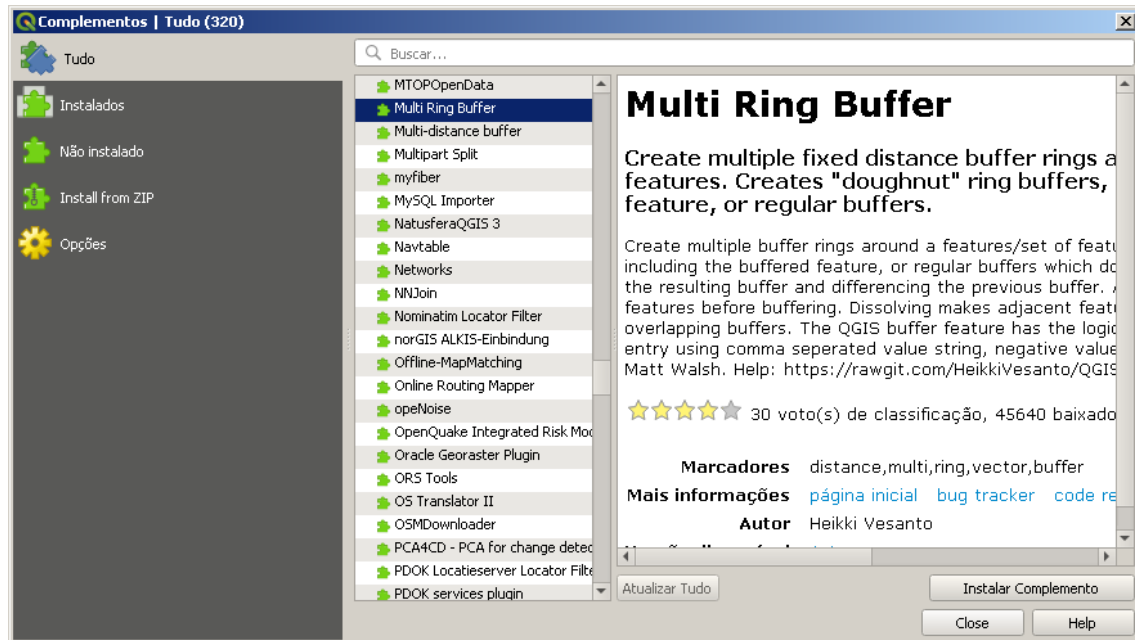 Complementos | Tudo (320)
Tudo
Instalados
Não instalado
Install from ZIP
Opções
Buscar...
MTOPOpenData
Multi Ring Buffer
Multi-distance buffer
Multipart Split
myfiber
MySQL Importer
NatusferaQGIS 3
Navtable
Networks
NNJoin
Nominatim Locator Filter
norGIS ALKIS-Einbindung
Offline-MapMatching
Online Routing Mapper
opeNoise
OpenQuake Integrated Risk Mod
Oracle Georaster Plugin
ORS Tools
OS Translator II
OSMDownloader
PCA4CD - PCA for change detec
PDOK Locatieserver Locator Filte
PDOK services plugin
Multi Ring Buffer
Create multiple fixed distance buffer rings a
features. Creates "doughnut" ring buffers,
feature, or regular buffers.
Create multiple buffer rings around a features/set of featu
including the buffered feature, or regular buffers which do
the resulting buffer and differencing the previous buffer.
features before buffering. Dissolving makes adjacent featu
overlapping buffers. The QGIS buffer feature has the logic
entry using comma seperated value string, negative value
Matt Walsh. Help: https://rawgit.com/HeikkiVesanto/QGIS
30 voto(s) de classificação, 45640 baixado
Marcadores distance,multi,ring,vector,buffer
Mais informações página inicial bug tracker code re
Autor Heikki Vesanto
Atualizar Tudo
Instalar Complemento
Close
Help